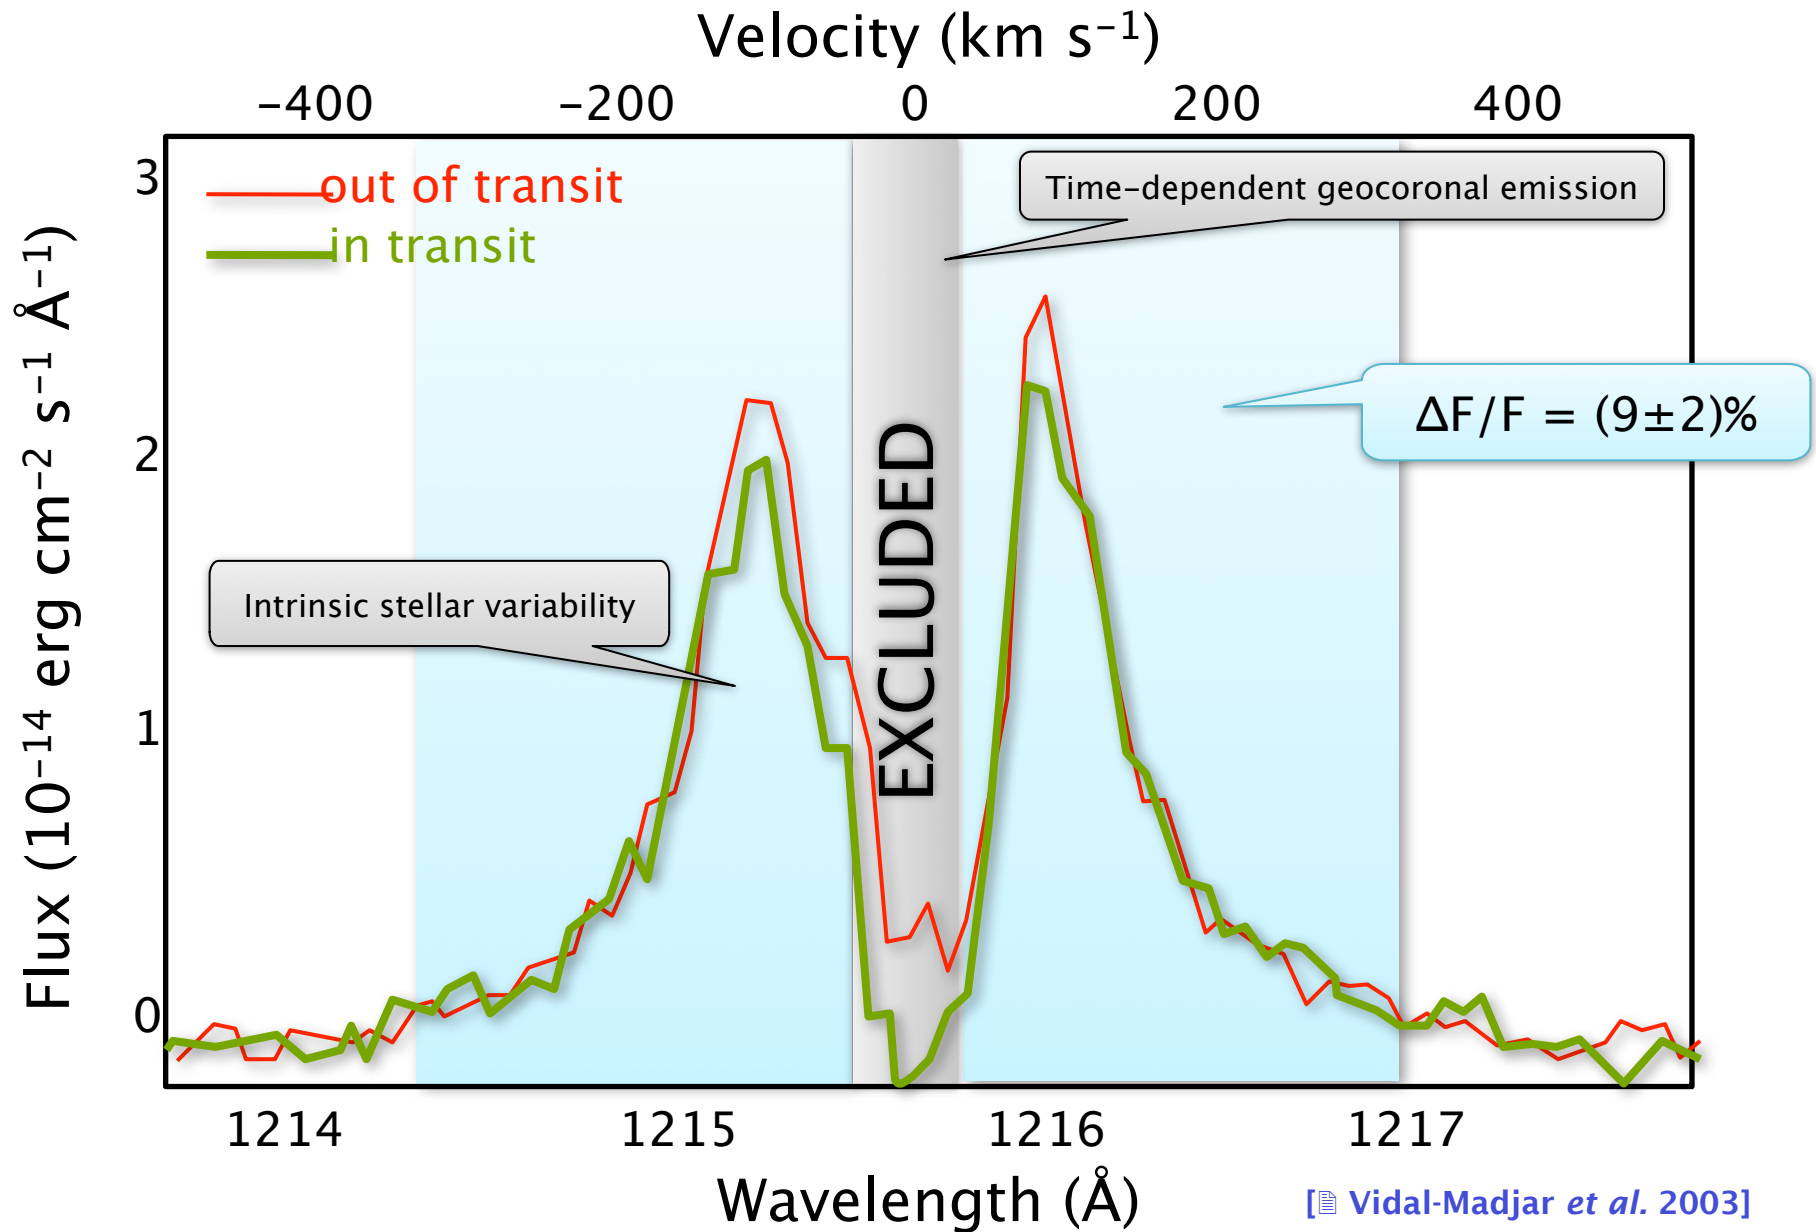 Velocity (km s⁻¹)
−400 −200 0 200 400
3
2
1
0
Flux (10⁻¹⁴ erg cm⁻² s⁻¹ Å⁻¹)
out of transit
in transit
Time-dependent geocoronal emission
ΔF/F = (9±2)%
EXCLUDED
Intrinsic stellar variability
1214 1215 1216 1217
Wavelength (Å)
[ Vidal-Madjar et al. 2003]